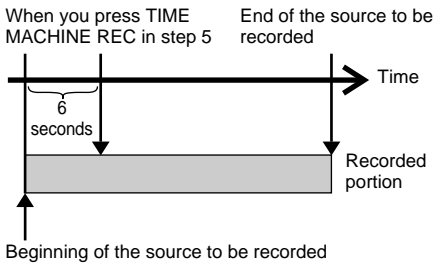 When you press TIME
MACHINE REC in step 5
End of the source to be
recorded
Time
6
seconds
Recorded
portion
Beginning of the source to be recorded